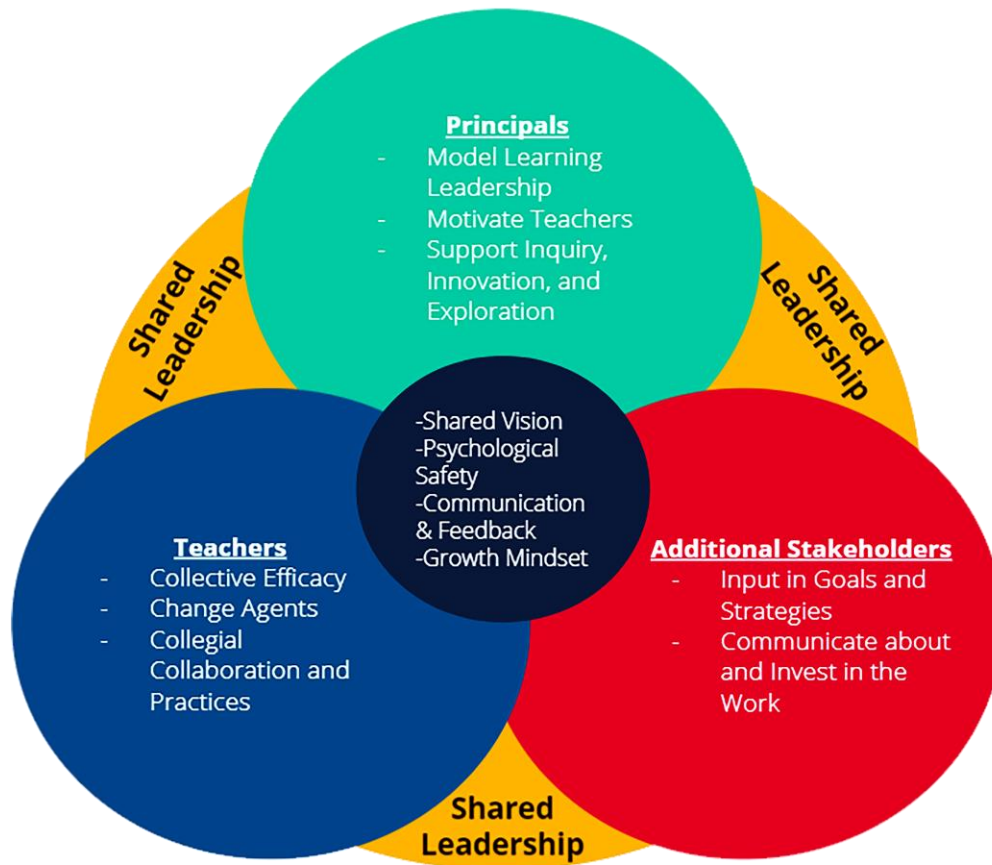 Principals
- Model Learning
Leadership
- Motivate Teachers
- Support Inquiry,
Innovation, and
Exploration
Shared
Leadership
Shared
Leadership
-Shared Vision
-Psychological
Safety
-Communication
& Feedback
-Growth Mindset
Teachers
- Collective Efficacy
- Change Agents
- Collegial
Collaboration and
Practices
Additional Stakeholders
- Input in Goals and
Strategies
- Communicate about
and Invest in the
Work
Shared
Leadership